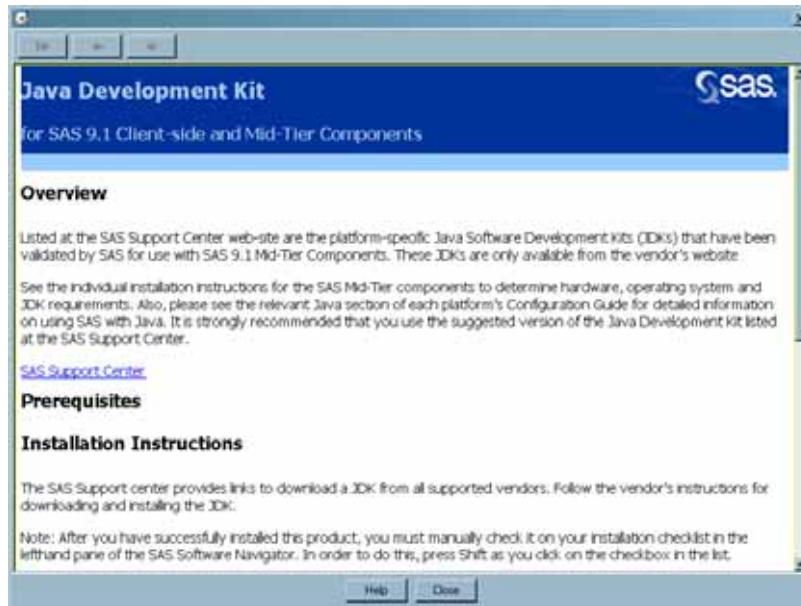 Java Development Kit
sas.
for SAS 9.1 Client-side and Mid-Tier Components
Overview
Listed at the SAS Support Center web-site are the platform-specific Java Software Development Kits (JDKs) that have been
validated by SAS for use with SAS 9.1 Mid-Tier Components. These JDKs are only available from the vendor's website
See the individual installation instructions for the SAS Mid-Tier components to determine hardware, operating system and
JDK requirements. Also, please see the relevant Java section of each platform's Configuration Guide for detailed information
on using SAS with Java. It is strongly recommended that you use the suggested version of the Java Development Kit listed
at the SAS Support Center.
SAS Support Center
Prerequisites
Installation Instructions
The SAS Support center provides links to download a JDK from all supported vendors. Follow the vendor's instructions for
downloading and installing the JDK.
Note: After you have successfully installed this product, you must manually check it on your installation checklist in the
lefthand pane of the SAS Software Navigator. In order to do this, press Shift as you click on the checkbox in the list.
Help
Close